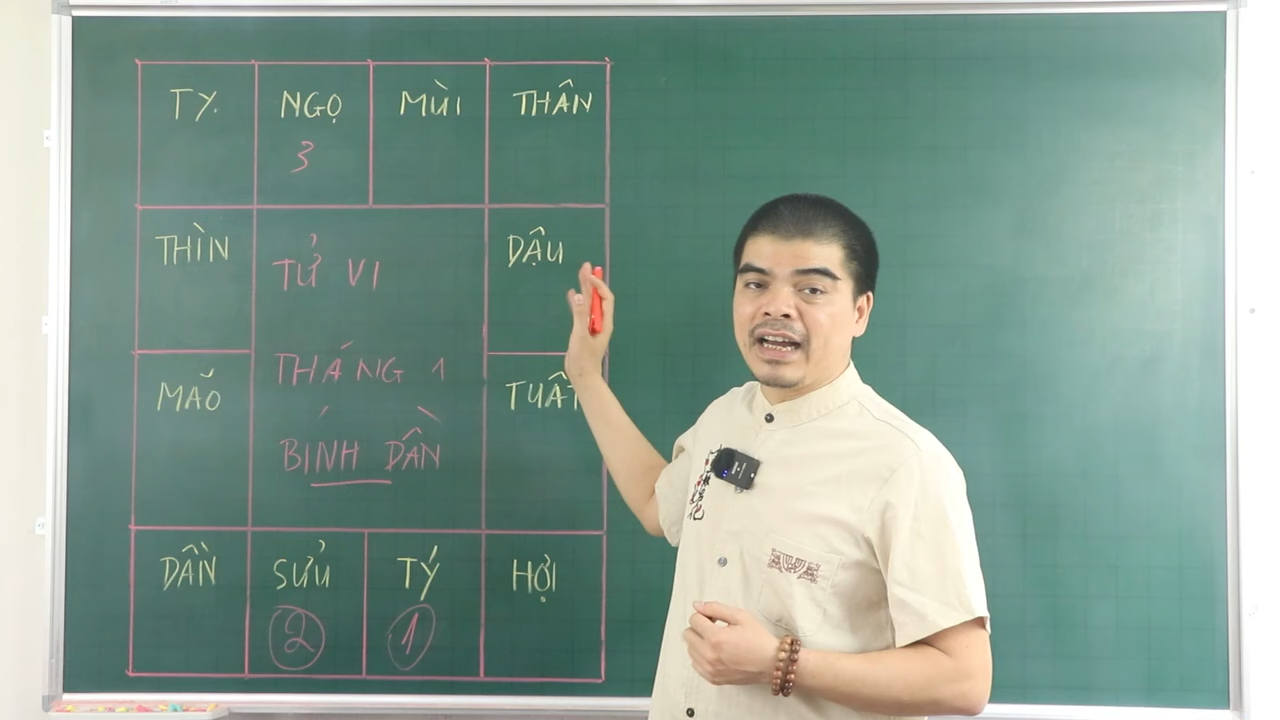 TỴ NGỌ MÙI THÂN
3
THÌN DẬU
TỬ VI
THÁNG 1
MÃO TUẤT
BÍNH DẦN
DẦN SỬU TÝ HỢI
2 1